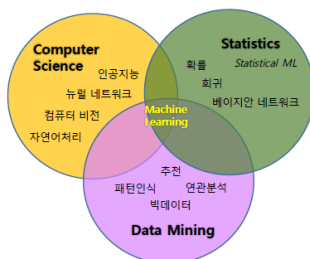 Computer
Science
인공지능
뉴럴 네트워크
컴퓨터 비전
자연어처리
Statistics
확률
Statistical ML
회귀
베이지안 네트워크
Machine
Learning
추천
패턴인식
연관분석
빅데이터
Data Mining